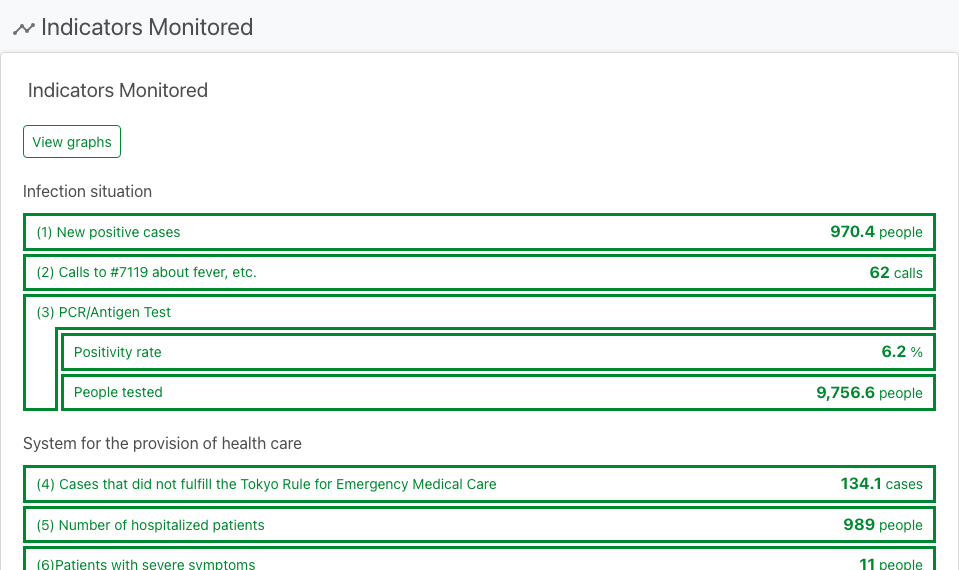 Indicators Monitored
Indicators Monitored
View graphs
Infection situation
(1) New positive cases 970.4 people
(2) Calls to #7119 about fever, etc. 62 calls
(3) PCR/Antigen Test
Positivity rate 6.2 %
People tested 9,756.6 people
System for the provision of health care
(4) Cases that did not fulfill the Tokyo Rule for Emergency Medical Care 134.1 cases
(5) Number of hospitalized patients 989 people
(6)Patients with severe symptoms 11 people